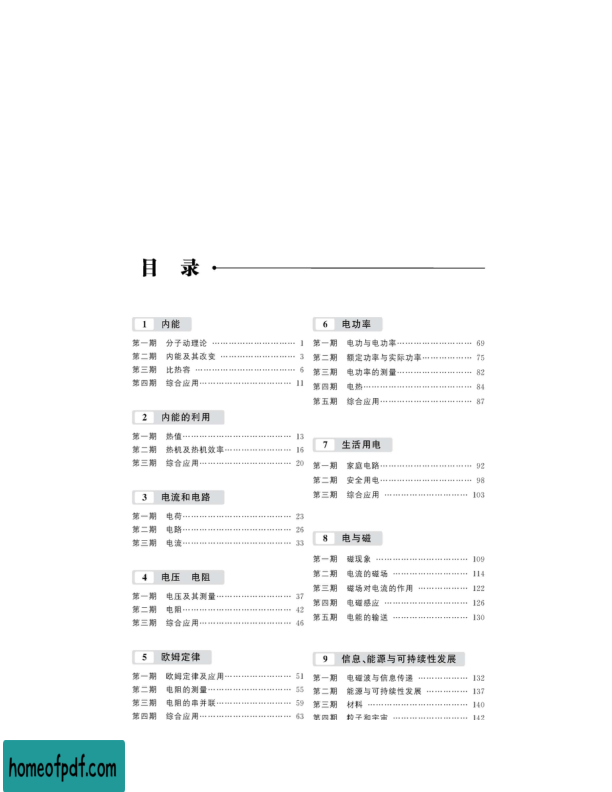 目 录
1 内能
第一期 分子动理论 …………………………… 1
第二期 内能及其改变 ………………………… 3
第三期 比热容 ………………………………… 6
第四期 综合应用……………………………… 11
2 内能的利用
第一期 热值…………………………………… 13
第二期 热机及热机效率……………………… 16
第三期 综合应用……………………………… 20
3 电流和电路
第一期 电荷…………………………………… 23
第二期 电路…………………………………… 26
第三期 电流…………………………………… 33
4 电压 电阻
第一期 电压及其测量………………………… 37
第二期 电阻…………………………………… 42
第三期 综合应用……………………………… 46
5 欧姆定律
第一期 欧姆定律及应用……………………… 51
第二期 电阻的测量…………………………… 55
第三期 电阻的串并联………………………… 59
第四期 综合应用……………………………… 63
6 电功率
第一期 电功与电功率………………………… 69
第二期 额定功率与实际功率………………… 75
第三期 电功率的测量………………………… 82
第四期 电热…………………………………… 84
第五期 综合应用……………………………… 87
7 生活用电
第一期 家庭电路……………………………… 92
第二期 安全用电……………………………… 98
第三期 综合应用 …………………………… 103
8 电与磁
第一期 磁现象 ……………………………… 109
第二期 电流的磁场 ………………………… 114
第三期 磁场对电流的作用 ………………… 122
第四期 电磁感应 …………………………… 126
第五期 电能的输送 ………………………… 130
9 信息、能源与可持续性发展
第一期 电磁波与信息传递 ………………… 132
第二期 能源与可持续性发展 ……………… 137
第三期 材料 ………………………………… 140
第四期 粒子和宇宙 ………………………… 142
homeofpdf.com